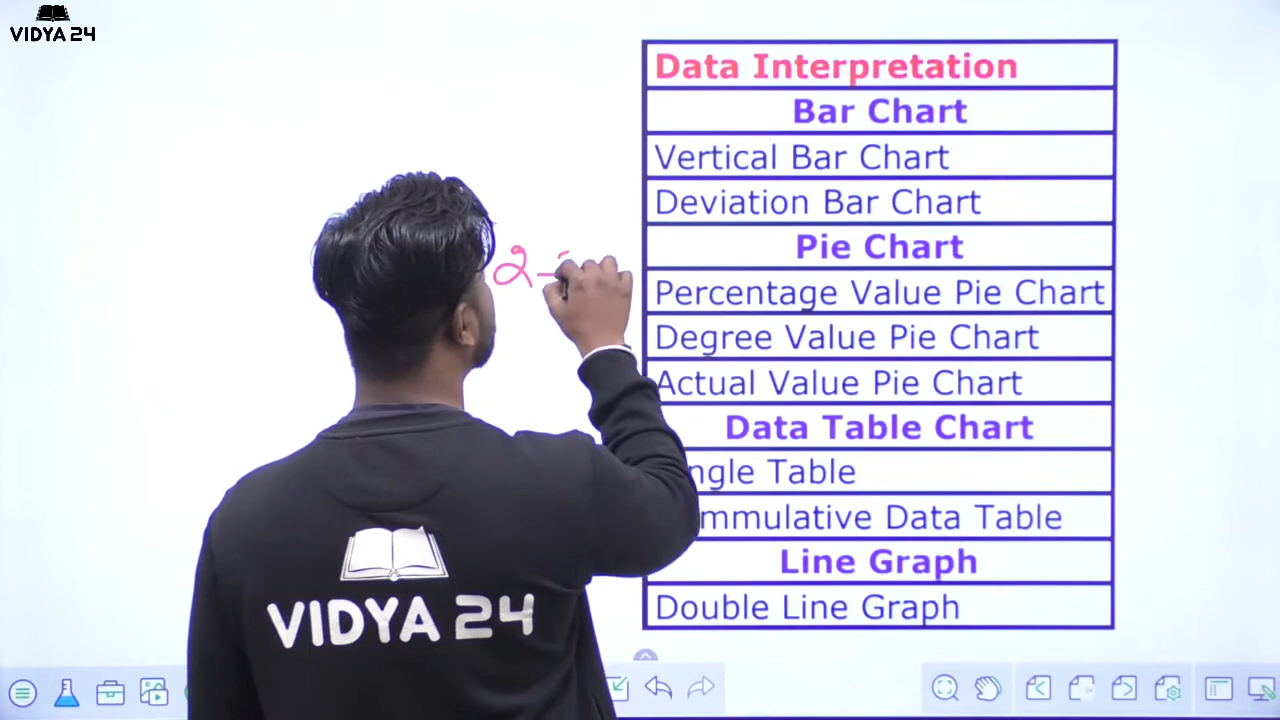 VIDYA 24
Data Interpretation
Bar Chart
Vertical Bar Chart
Deviation Bar Chart
Pie Chart
2-
Percentage Value Pie Chart
Degree Value Pie Chart
Actual Value Pie Chart
Data Table Chart
ngle Table
mmulative Data Table
Line Graph
Double Line Graph
VIDYA 24